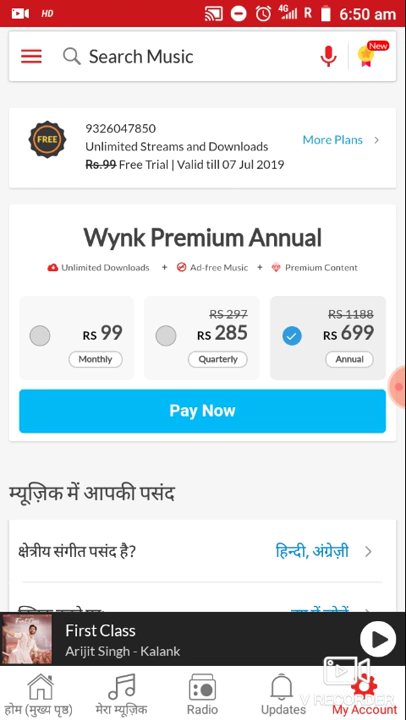 HD
4G
R
6:50 am
Search Music
New
FREE
9326047850
Unlimited Streams and Downloads
More Plans
Rs.99 Free Trial | Valid till 07 Jul 2019
Wynk Premium Annual
Unlimited Downloads + Ad-free Music + Premium Content
RS 99
Monthly
RS 297
RS 285
Quarterly
RS 1188
RS 699
Annual
Pay Now
म्यूज़िक में आपकी पसंद
क्षेत्रीय संगीत पसंद है?
हिन्दी, अंग्रेज़ी
First Class
Arijit Singh - Kalank
V RECORDER
होम (मुख्य पृष्ठ)
मेरा म्यूज़िक
Radio
Updates
My Account